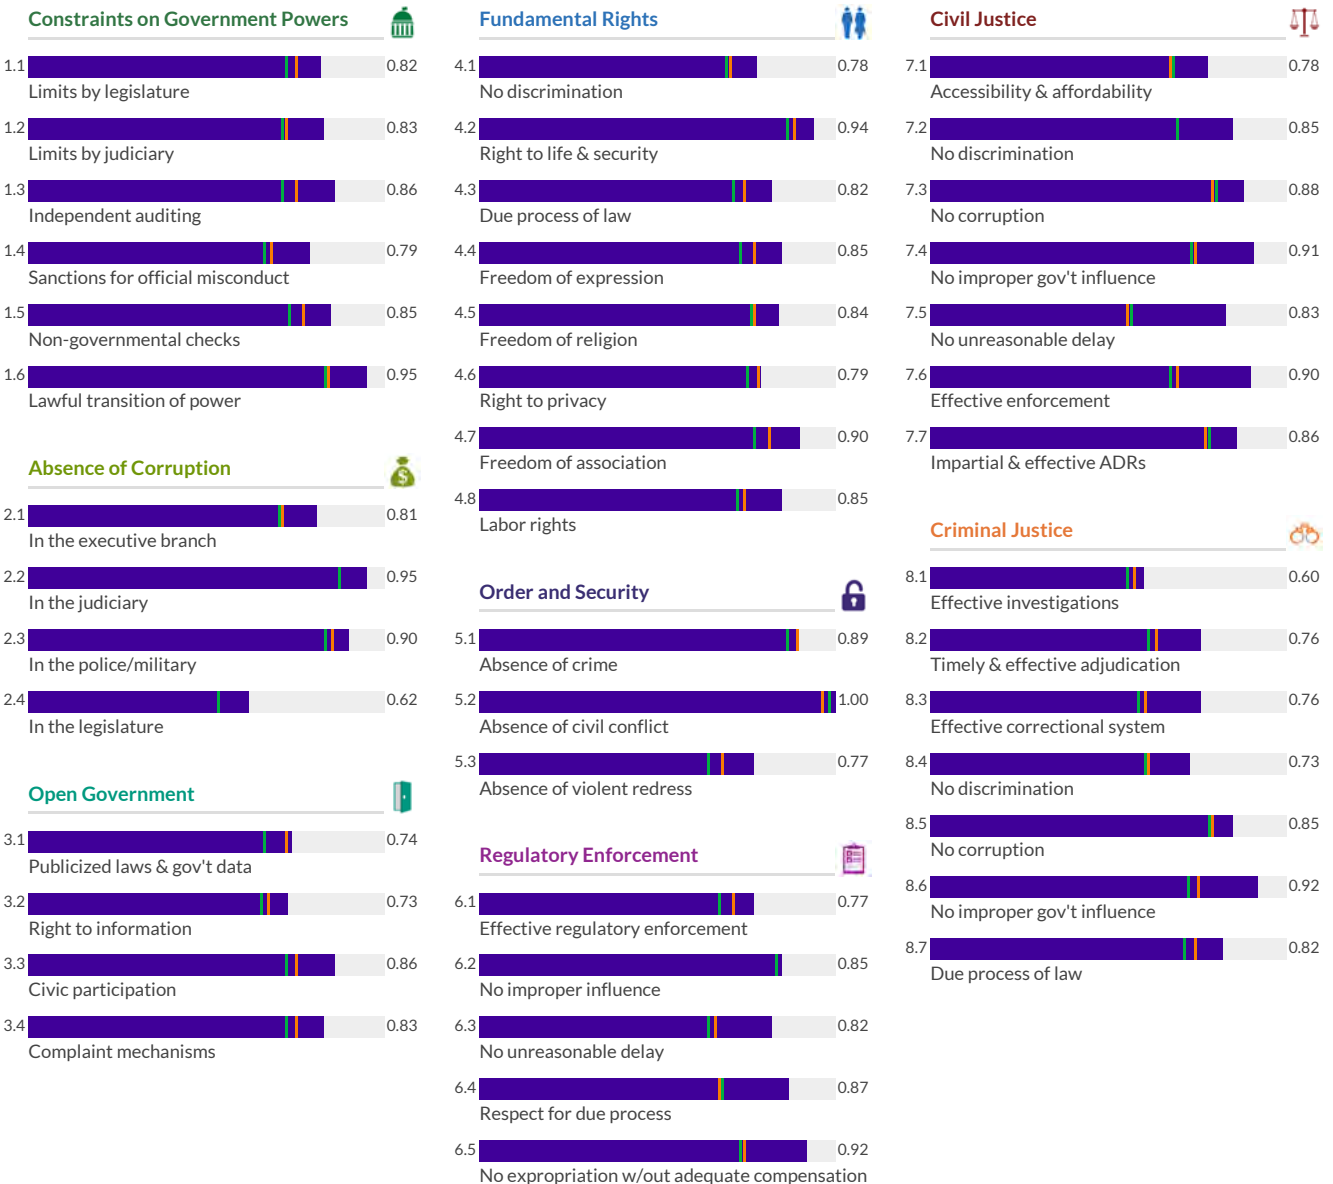 Constraints on Government Powers
1.1 0.82
Limits by legislature
1.2 0.83
Limits by judiciary
1.3 0.86
Independent auditing
1.4 0.79
Sanctions for official misconduct
1.5 0.85
Non-governmental checks
1.6 0.95
Lawful transition of power
Absence of Corruption
2.1 0.81
In the executive branch
2.2 0.95
In the judiciary
2.3 0.90
In the police/military
2.4 0.62
In the legislature
Open Government
3.1 0.74
Publicized laws & gov't data
3.2 0.73
Right to information
3.3 0.86
Civic participation
3.4 0.83
Complaint mechanisms
Fundamental Rights
4.1 0.78
No discrimination
4.2 0.94
Right to life & security
4.3 0.82
Due process of law
4.4 0.85
Freedom of expression
4.5 0.84
Freedom of religion
4.6 0.79
Right to privacy
4.7 0.90
Freedom of association
4.8 0.85
Labor rights
Order and Security
5.1 0.89
Absence of crime
5.2 1.00
Absence of civil conflict
5.3 0.77
Absence of violent redress
Regulatory Enforcement
6.1 0.77
Effective regulatory enforcement
6.2 0.85
No improper influence
6.3 0.82
No unreasonable delay
6.4 0.87
Respect for due process
6.5 0.92
No expropriation w/out adequate compensation
Civil Justice
7.1 0.78
Accessibility & affordability
7.2 0.85
No discrimination
7.3 0.88
No corruption
7.4 0.91
No improper gov't influence
7.5 0.83
No unreasonable delay
7.6 0.90
Effective enforcement
7.7 0.86
Impartial & effective ADRs
Criminal Justice
8.1 0.60
Effective investigations
8.2 0.76
Timely & effective adjudication
8.3 0.76
Effective correctional system
8.4 0.73
No discrimination
8.5 0.85
No corruption
8.6 0.92
No improper gov't influence
8.7 0.82
Due process of law